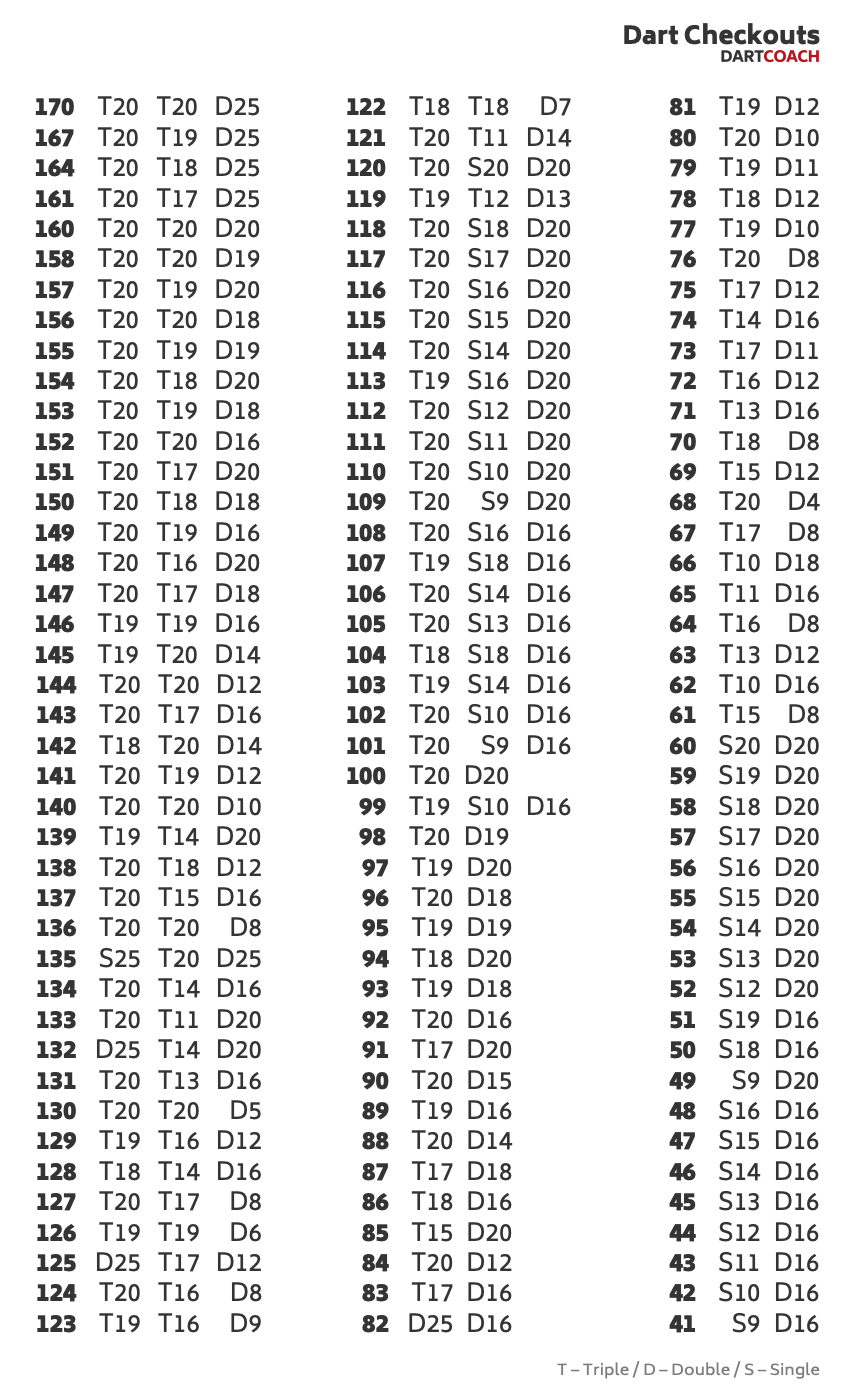 Dart Checkouts
DARTCOACH
170 T20 T20 D25
167 T20 T19 D25
164 T20 T18 D25
161 T20 T17 D25
160 T20 T20 D20
158 T20 T20 D19
157 T20 T19 D20
156 T20 T20 D18
155 T20 T19 D19
154 T20 T18 D20
153 T20 T19 D18
152 T20 T20 D16
151 T20 T17 D20
150 T20 T18 D18
149 T20 T19 D16
148 T20 T16 D20
147 T20 T17 D18
146 T19 T19 D16
145 T19 T20 D14
144 T20 T20 D12
143 T20 T17 D16
142 T18 T20 D14
141 T20 T19 D12
140 T20 T20 D10
139 T19 T14 D20
138 T20 T18 D12
137 T20 T15 D16
136 T20 T20 D8
135 S25 T20 D25
134 T20 T14 D16
133 T20 T11 D20
132 D25 T14 D20
131 T20 T13 D16
130 T20 T20 D5
129 T19 T16 D12
128 T18 T14 D16
127 T20 T17 D8
126 T19 T19 D6
125 D25 T17 D12
124 T20 T16 D8
123 T19 T16 D9
122 T18 T18 D7
121 T20 T11 D14
120 T20 S20 D20
119 T19 T12 D13
118 T20 S18 D20
117 T20 S17 D20
116 T20 S16 D20
115 T20 S15 D20
114 T20 S14 D20
113 T19 S16 D20
112 T20 S12 D20
111 T20 S11 D20
110 T20 S10 D20
109 T20 S9 D20
108 T20 S16 D16
107 T19 S18 D16
106 T20 S14 D16
105 T20 S13 D16
104 T18 S18 D16
103 T19 S14 D16
102 T20 S10 D16
101 T20 S9 D16
100 T20 D20
99 T19 S10 D16
98 T20 D19
97 T19 D20
96 T20 D18
95 T19 D19
94 T18 D20
93 T19 D18
92 T20 D16
91 T17 D20
90 T20 D15
89 T19 D16
88 T20 D14
87 T17 D18
86 T18 D16
85 T15 D20
84 T20 D12
83 T17 D16
82 D25 D16
81 T19 D12
80 T20 D10
79 T19 D11
78 T18 D12
77 T19 D10
76 T20 D8
75 T17 D12
74 T14 D16
73 T17 D11
72 T16 D12
71 T13 D16
70 T18 D8
69 T15 D12
68 T20 D4
67 T17 D8
66 T10 D18
65 T11 D16
64 T16 D8
63 T13 D12
62 T10 D16
61 T15 D8
60 S20 D20
59 S19 D20
58 S18 D20
57 S17 D20
56 S16 D20
55 S15 D20
54 S14 D20
53 S13 D20
52 S12 D20
51 S19 D16
50 S18 D16
49 S9 D20
48 S16 D16
47 S15 D16
46 S14 D16
45 S13 D16
44 S12 D16
43 S11 D16
42 S10 D16
41 S9 D16
T – Triple / D – Double / S – Single